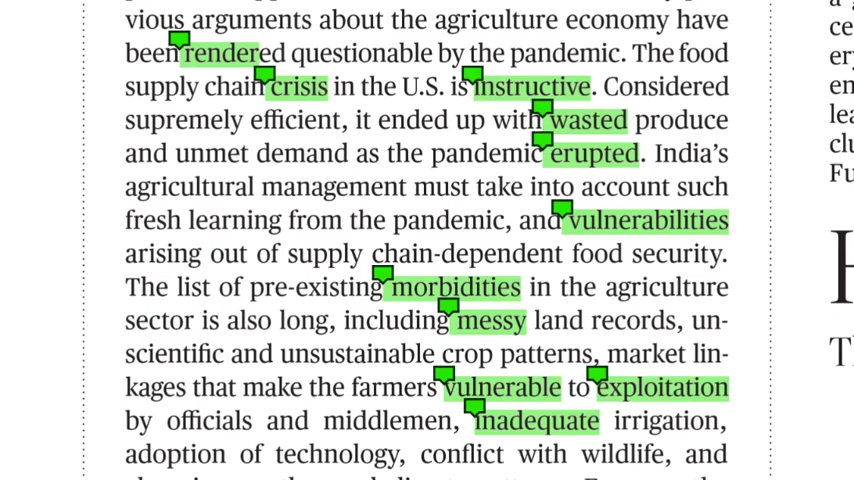 vious arguments about the agriculture economy have
been rendered questionable by the pandemic. The food
supply chain crisis in the U.S. is instructive. Considered
supremely efficient, it ended up with wasted produce
and unmet demand as the pandemic erupted. India’s
agricultural management must take into account such
fresh learning from the pandemic, and vulnerabilities
arising out of supply chain-dependent food security.
The list of pre-existing morbidities in the agriculture
sector is also long, including messy land records, un-
scientific and unsustainable crop patterns, market lin-
kages that make the farmers vulnerable to exploitation
by officials and middlemen, inadequate irrigation,
adoption of technology, conflict with wildlife, and